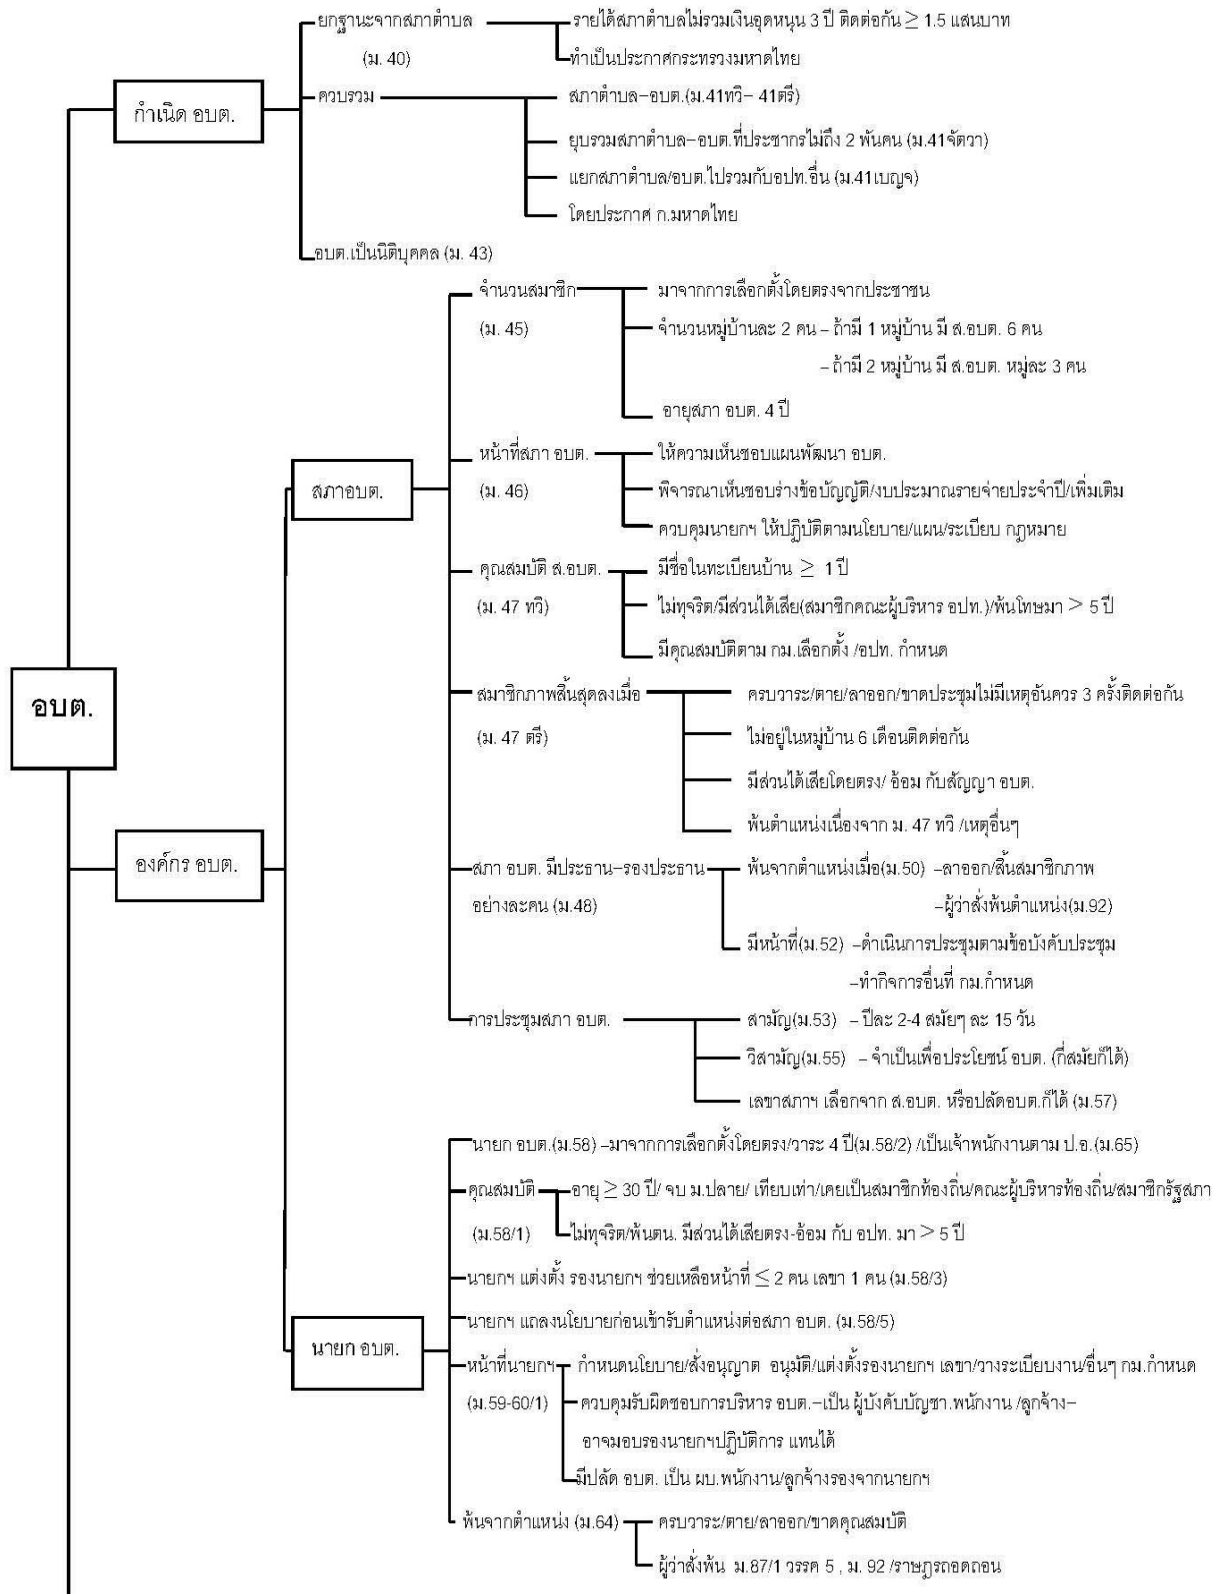 ยกฐานะจากสภาตำบล รายได้สภาตำบลไม่รวมเงินอุดหนุน 3 ปี ติดต่อกัน ≥ 1.5 แสนบาท
(ม. 40) ทำเป็นประกาศกระทรวงมหาดไทย
กำเนิด อบต.
ควบรวม สภาตำบล–อบต.(ม.41ทวิ– 41ตรี)
ยุบรวมสภาตำบล–อบต.ที่ประชากรไม่ถึง 2 พันคน (ม.41จัตวา)
แยกสภาตำบล/อบต.ไปรวมกับอปท.อื่น (ม.41เบญจ)
โดยประกาศ ก.มหาดไทย
อบต.เป็นนิติบุคคล (ม. 43)
จำนวนสมาชิก มาจากการเลือกตั้งโดยตรงจากประชาชน
(ม. 45) จำนวนหมู่บ้านละ 2 คน – ถ้ามี 1 หมู่บ้าน มี ส.อบต. 6 คน
– ถ้ามี 2 หมู่บ้าน มี ส.อบต. หมู่ละ 3 คน
อายุสภา อบต. 4 ปี
หน้าที่สภา อบต. ให้ความเห็นชอบแผนพัฒนา อบต.
สภาอบต.
(ม. 46) พิจารณาเห็นชอบร่างข้อบัญญัติ/งบประมาณรายจ่ายประจำปี/เพิ่มเติม
ควบคุมนายกฯ ให้ปฏิบัติตามนโยบาย/แผน/ระเบียบ กฎหมาย
คุณสมบัติ ส.อบต. มีชื่อในทะเบียนบ้าน ≥ 1 ปี
(ม. 47 ทวิ) ไม่ทุจริต/มีส่วนได้เสีย(สมาชิกคณะผู้บริหาร อปท.)/พ้นโทษมา > 5 ปี
มีคุณสมบัติตาม กม.เลือกตั้ง /อปท. กำหนด
อบต.
สมาชิกภาพสิ้นสุดลงเมื่อ ครบวาระ/ตาย/ลาออก/ขาดประชุมไม่มีเหตุอันควร 3 ครั้งติดต่อกัน
(ม. 47 ตรี) ไม่อยู่ในหมู่บ้าน 6 เดือนติดต่อกัน
มีส่วนได้เสียโดยตรง/ อ้อม กับสัญญา อบต.
พ้นตำแหน่งเนื่องจาก ม. 47 ทวิ /เหตุอื่นๆ
องค์กร อบต.
สภา อบต. มีประธาน–รองประธาน พ้นจากตำแหน่งเมื่อ(ม.50) –ลาออก/สิ้นสมาชิกภาพ
อย่างละคน (ม.48) –ผู้ว่าสั่งพ้นตำแหน่ง(ม.92)
มีหน้าที่(ม.52) –ดำเนินการประชุมตามข้อบังคับประชุม
–ทำกิจการอื่นที่ กม.กำหนด
การประชุมสภา อบต. สามัญ(ม.53) – ปีละ 2-4 สมัยๆ ละ 15 วัน
วิสามัญ(ม.55) – จำเป็นเพื่อประโยชน์ อบต. (กี่สมัยก็ได้)
เลขาสภาฯ เลือกจาก ส.อบต. หรือปลัดอบต.ก็ได้ (ม.57)
นายก อบต.(ม.58) –มาจากการเลือกตั้งโดยตรง/วาระ 4 ปี(ม.58/2) /เป็นเจ้าพนักงานตาม ป.อ.(ม.65)
คุณสมบัติ อายุ ≥ 30 ปี/ จบ ม.ปลาย/ เทียบเท่า/เคยเป็นสมาชิกท้องถิ่น/คณะผู้บริหารท้องถิ่น/สมาชิกรัฐสภา
(ม.58/1) ไม่ทุจริต/พ้นตน. มีส่วนได้เสียตรง-อ้อม กับ อปท. มา > 5 ปี
นายกฯ แต่งตั้ง รองนายกฯ ช่วยเหลือหน้าที่ ≤ 2 คน เลขา 1 คน (ม.58/3)
นายกฯ แถลงนโยบายก่อนเข้ารับตำแหน่งต่อสภา อบต. (ม.58/5)
นายก อบต.
หน้าที่นายกฯ กำหนดนโยบาย/สั่งอนุญาต อนุมัติ/แต่งตั้งรองนายกฯ เลขา/วางระเบียบงาน/อื่นๆ กม.กำหนด
(ม.59-60/1) ควบคุมรับผิดชอบการบริหาร อบต.–เป็น ผู้บังคับบัญชา.พนักงาน /ลูกจ้าง–
อาจมอบรองนายกฯปฏิบัติการ แทนได้
มีปลัด อบต. เป็น ผบ.พนักงาน/ลูกจ้างรองจากนายกฯ
พ้นจากตำแหน่ง (ม.64) ครบวาระ/ตาย/ลาออก/ขาดคุณสมบัติ
ผู้ว่าสั่งพ้น ม.87/1 วรรค 5 , ม. 92 /ราษฎรถอดถอน